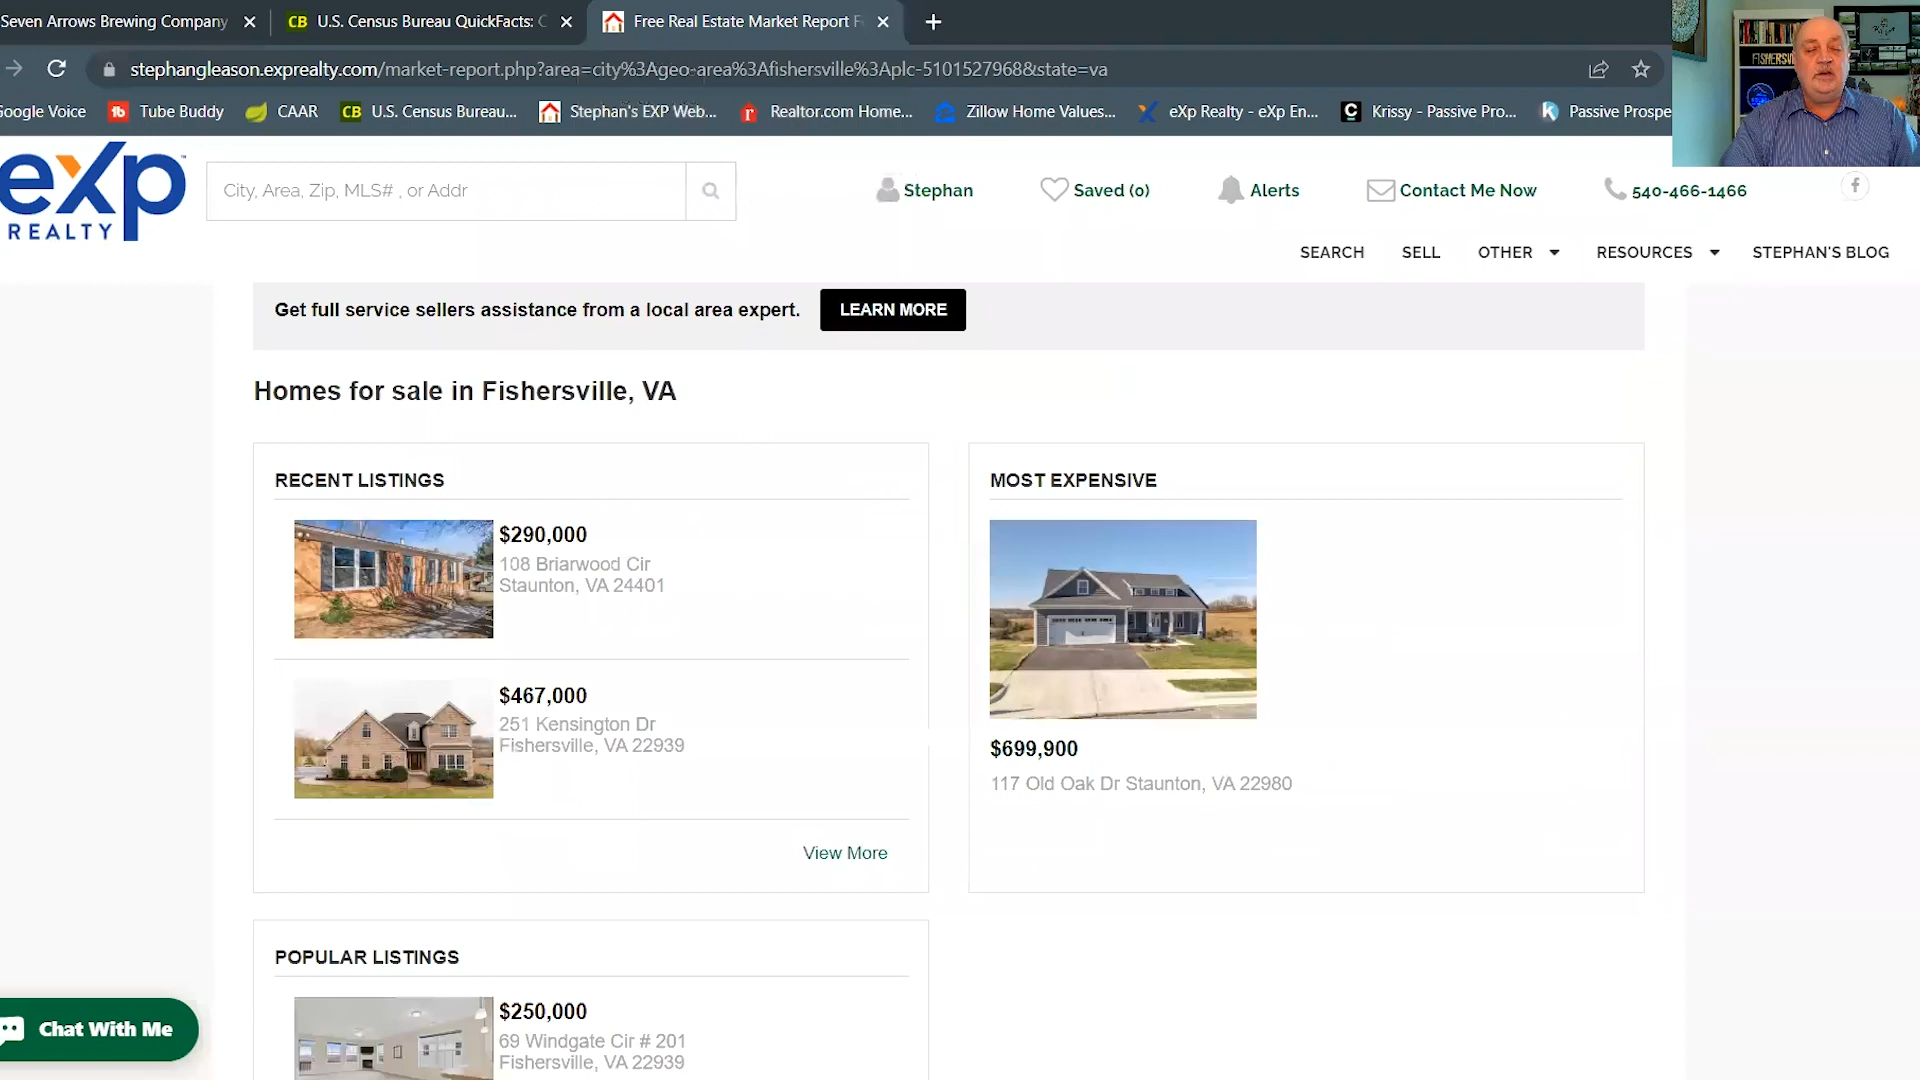 Seven Arrows Brewing Company
CB U.S. Census Bureau QuickFacts: C
Free Real Estate Market Report F
stephangleason.exprealty.com/market-report.php?area=city%3Ageo-area%3Afishersville%3Aplc-5101527968&state=va
Google Voice
tb Tube Buddy
CAAR
CB U.S. Census Bureau...
Stephan's EXP Web...
r Realtor.com Home...
Zillow Home Values...
eXp Realty - eXp En...
Krissy - Passive Pro...
Passive Prospe
FISHERSV
eXp
REALTY
City, Area, Zip, MLS# , or Addr
Stephan
Saved (0)
Alerts
Contact Me Now
540-466-1466
SEARCH
SELL
OTHER
RESOURCES
STEPHAN'S BLOG
Get full service sellers assistance from a local area expert.
LEARN MORE
Homes for sale in Fishersville, VA
RECENT LISTINGS
$290,000
108 Briarwood Cir
Staunton, VA 24401
$467,000
251 Kensington Dr
Fishersville, VA 22939
View More
MOST EXPENSIVE
$699,900
117 Old Oak Dr Staunton, VA 22980
POPULAR LISTINGS
$250,000
69 Windgate Cir # 201
Fishersville, VA 22939
Chat With Me